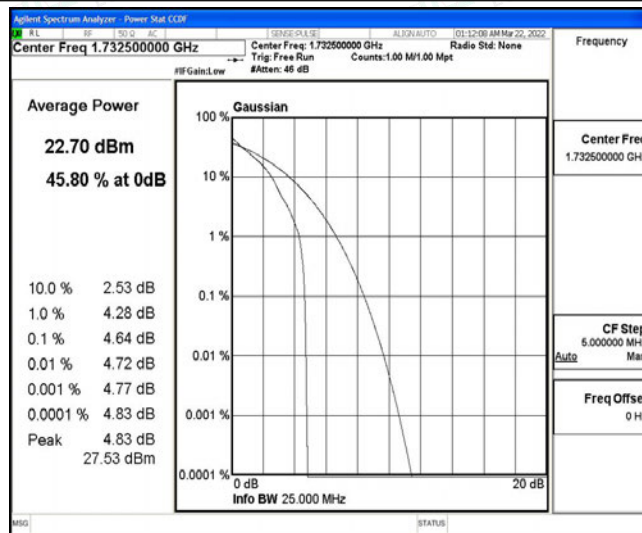 Agilent Spectrum Analyzer - Power Stat CCDF
RL RF 50 Ω AC SENSE:PULSE ALIGN AUTO 01:12:08 AM Mar 22, 2022
Center Freq 1.732500000 GHz
Center Freq: 1.732500000 GHz Radio Std: None
Trig: Free Run Counts:1.00 M/1.00 Mpt
#IFGain:Low #Atten: 46 dB
Frequency
Average Power
22.70 dBm
45.80 % at 0dB
10.0 % 2.53 dB
1.0 % 4.28 dB
0.1 % 4.64 dB
0.01 % 4.72 dB
0.001 % 4.77 dB
0.0001 % 4.83 dB
Peak 4.83 dB
27.53 dBm
Gaussian
100 %
10 %
1 %
0.1 %
0.01 %
0.001 %
0.0001 %
0 dB 20 dB
Info BW 25.000 MHz
Center Fre
1.732500000 GH
CF Step
5.000000 MH
Auto Ma
Freq Offse
0 H
MSG STATUS